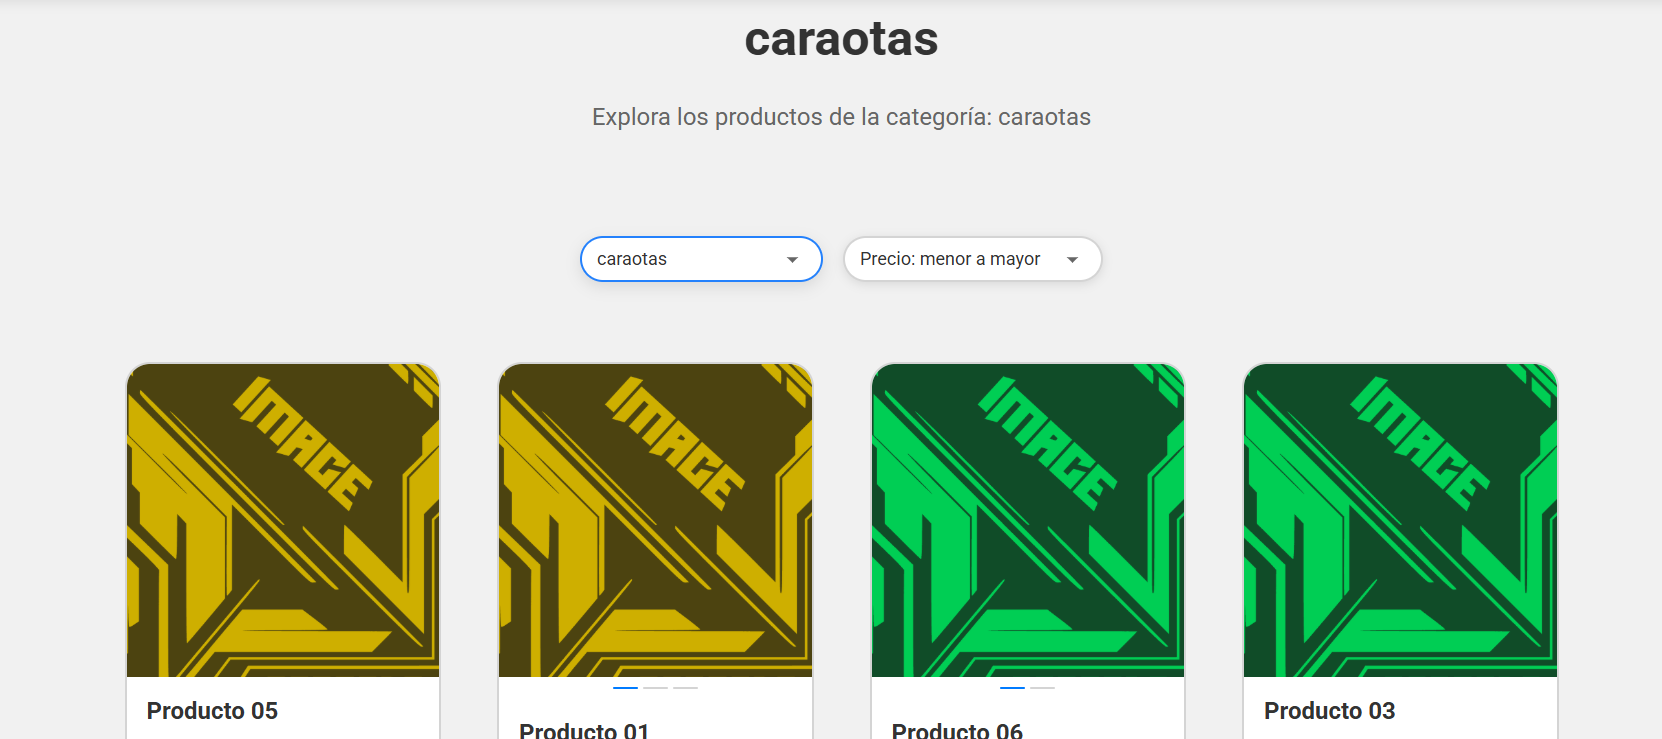 caraotas
Explora los productos de la categoría: caraotas
caraotas
Precio: menor a mayor
IMAGE
IMAGE
IMAGE
IMAGE
Producto 05
Producto 01
Producto 06
Producto 03